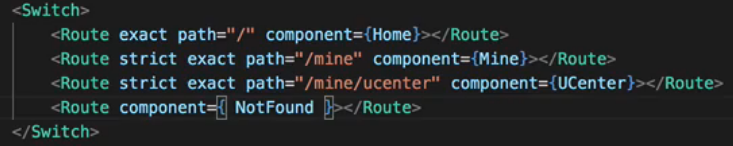 <Switch>
<Route exact path="/" component={Home}></Route>
<Route strict exact path="/mine" component={Mine}></Route>
<Route strict exact path="/mine/ucenter" component={UCenter}></Route>
<Route component={ NotFound }></Route>
</Switch>